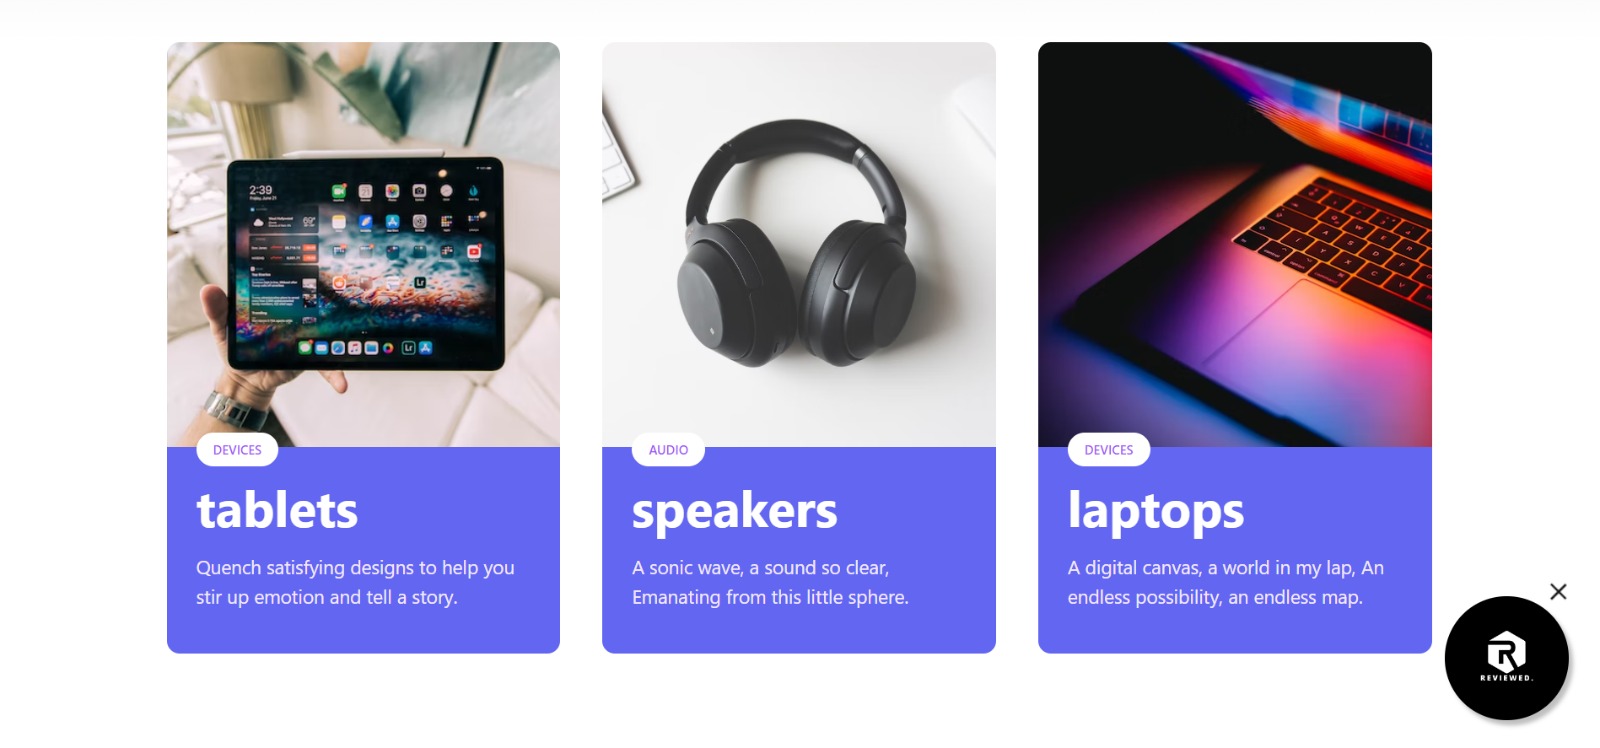 2:39
DEVICES
tablets
Quench satisfying designs to help you
stir up emotion and tell a story.
AUDIO
speakers
A sonic wave, a sound so clear,
Emanating from this little sphere.
DEVICES
laptops
A digital canvas, a world in my lap, An
endless possibility, an endless map.
R
REVIEWED.